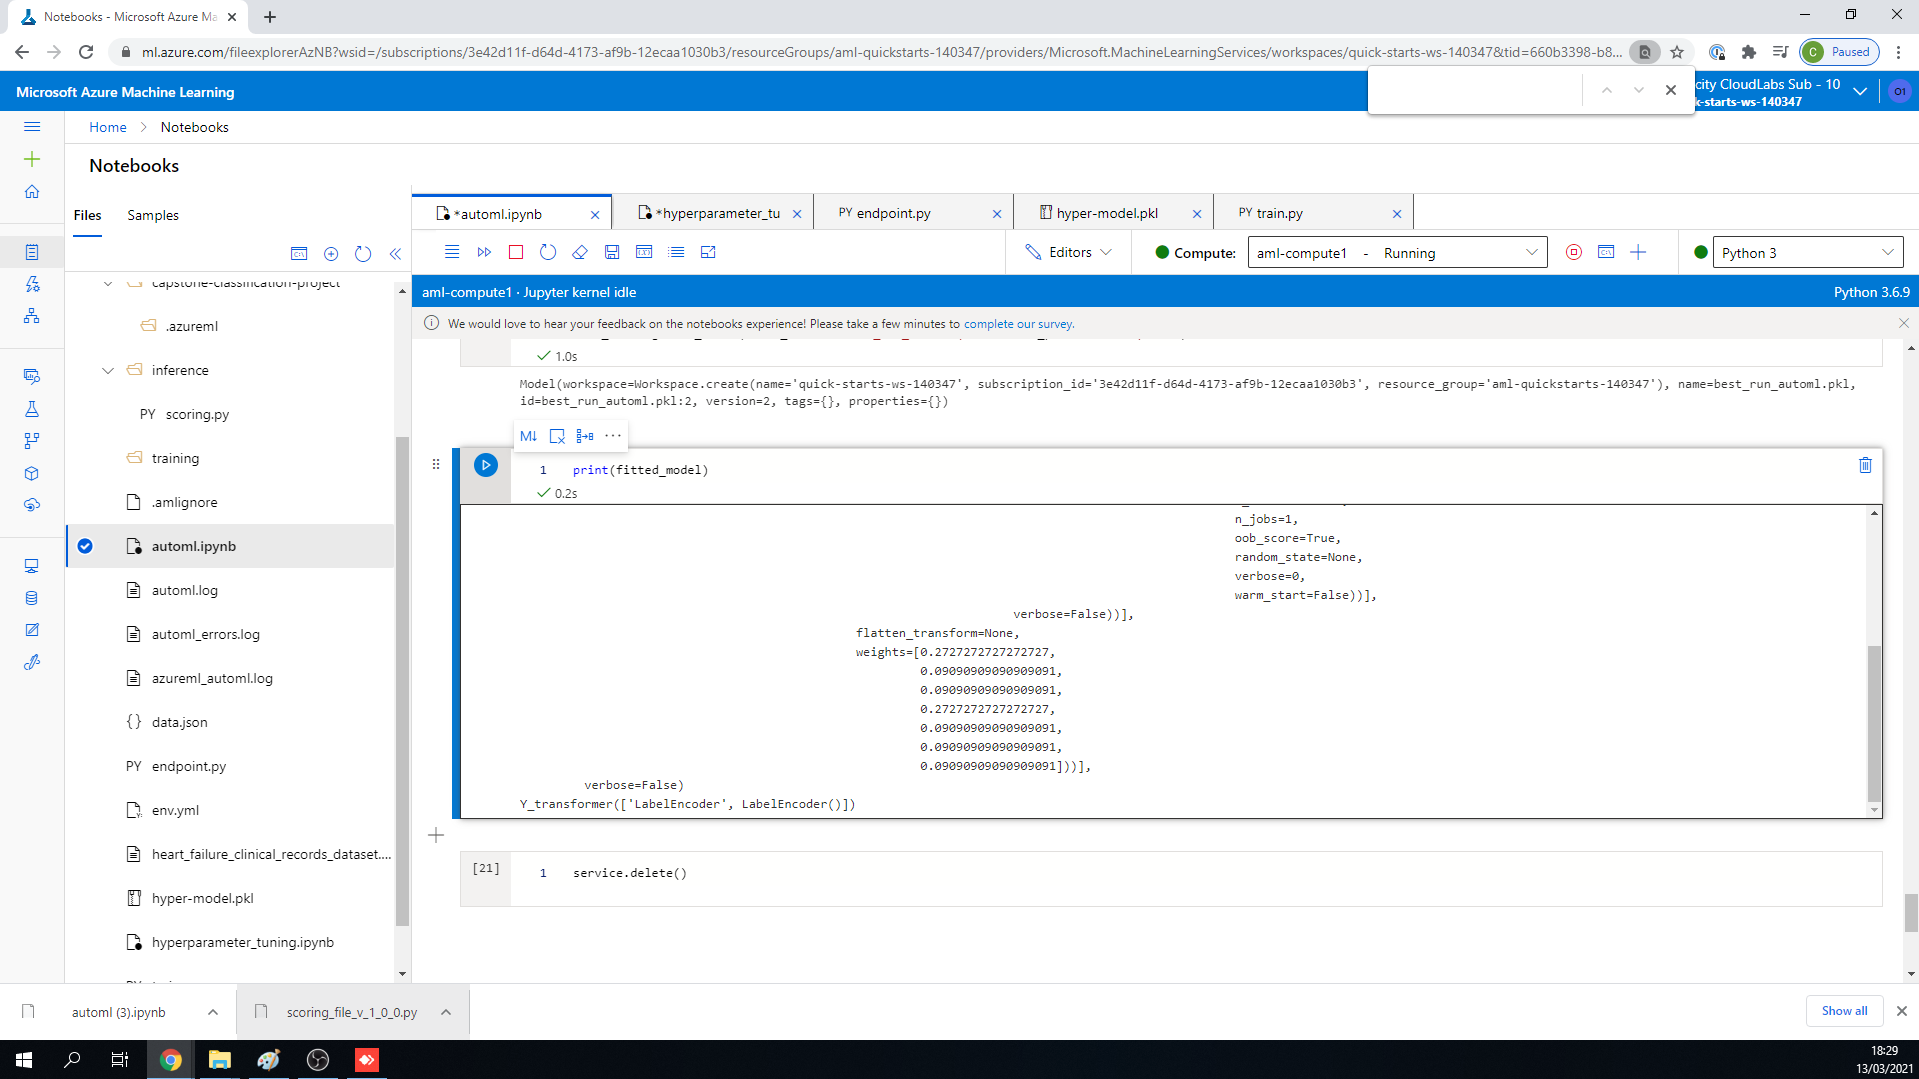 Notebooks - Microsoft Azure Ma
ml.azure.com/fileexplorerAzNB?wsid=/subscriptions/3e42d11f-d64d-4173-af9b-12ecaa1030b3/resourceGroups/aml-quickstarts-140347/providers/Microsoft.MachineLearningServices/workspaces/quick-starts-ws-140347&tid=660b3398-b8...
C Paused
Microsoft Azure Machine Learning
city CloudLabs Sub - 10
k-starts-ws-140347
O1
Home > Notebooks
Notebooks
Files
Samples
*automl.ipynb
*hyperparameter_tu
PY endpoint.py
hyper-model.pkl
PY train.py
Editors
Compute:
aml-compute1 - Running
Python 3
aml-compute1 · Jupyter kernel idle
Python 3.6.9
We would love to hear your feedback on the notebooks experience! Please take a few minutes to complete our survey.
capstone-classification-project
.azureml
inference
PY scoring.py
training
.amlignore
automl.ipynb
automl.log
automl_errors.log
azureml_automl.log
{} data.json
PY endpoint.py
env.yml
heart_failure_clinical_records_dataset....
hyper-model.pkl
hyperparameter_tuning.ipynb
1.0s
Model(workspace=Workspace.create(name='quick-starts-ws-140347', subscription_id='3e42d11f-d64d-4173-af9b-12ecaa1030b3', resource_group='aml-quickstarts-140347'), name=best_run_automl.pkl,
id=best_run_automl.pkl:2, version=2, tags={}, properties={})
M↓
1 print(fitted_model)
0.2s
n_jobs=1,
oob_score=True,
random_state=None,
verbose=0,
warm_start=False))],
verbose=False))],
flatten_transform=None,
weights=[0.2727272727272727,
0.09090909090909091,
0.09090909090909091,
0.2727272727272727,
0.09090909090909091,
0.09090909090909091,
0.09090909090909091]))],
verbose=False)
Y_transformer(['LabelEncoder', LabelEncoder()])
[21]
1 service.delete()
automl (3).ipynb
scoring_file_v_1_0_0.py
Show all
18:29
13/03/2021